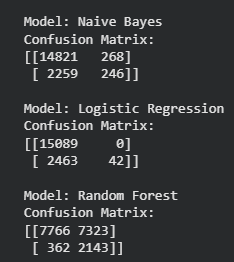 Model: Naive Bayes
Confusion Matrix:
[[14821   268]
 [ 2259   246]]
Model: Logistic Regression
Confusion Matrix:
[[15089     0]
 [ 2463    42]]
Model: Random Forest
Confusion Matrix:
[[7766 7323]
 [ 362 2143]]